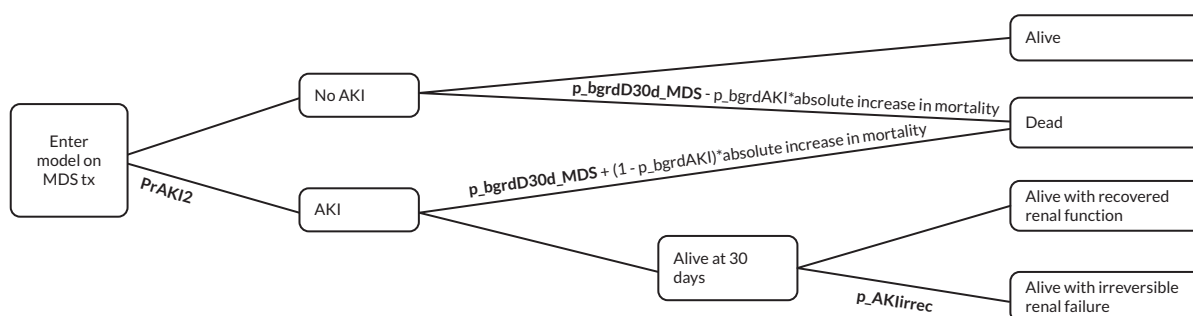 Alive
p_bgrdD30d_MDS - p_bgrdAKI*absolute increase in mortality
No AKI
Dead
Enter
model on
MDS tx
p_bgrdD30d_MDS + (1 - p_bgrdAKI)*absolute increase in mortality
PrAKI2
AKI
Alive with recovered
renal function
Alive at 30
days
p_AKIirrec
Alive with irreversible
renal failure